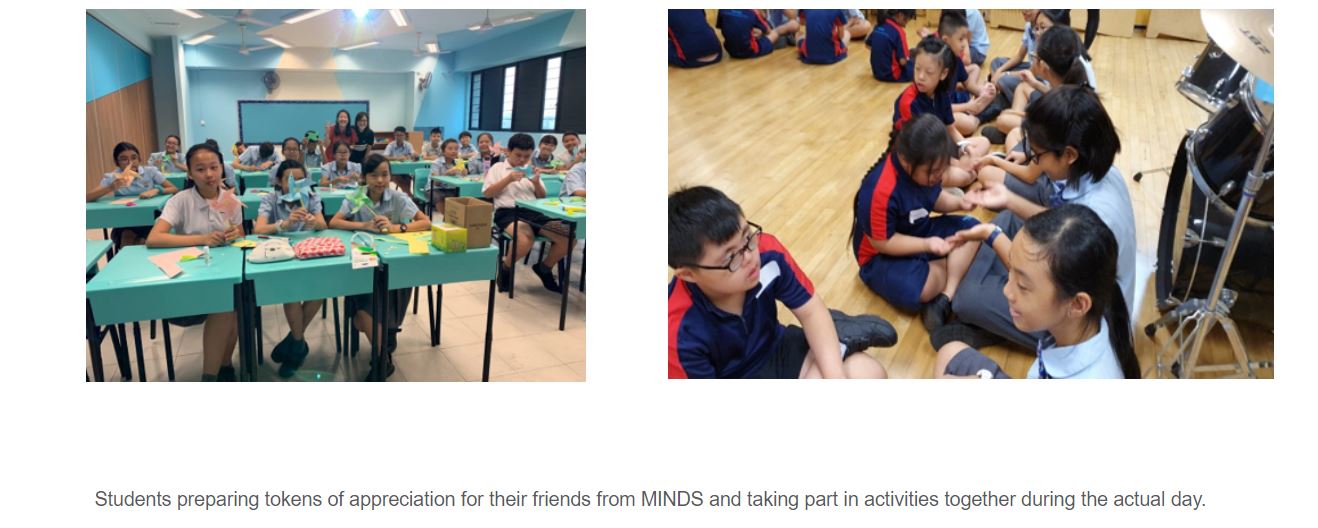 ZBT
Students preparing tokens of appreciation for their friends from MINDS and taking part in activities together during the actual day.